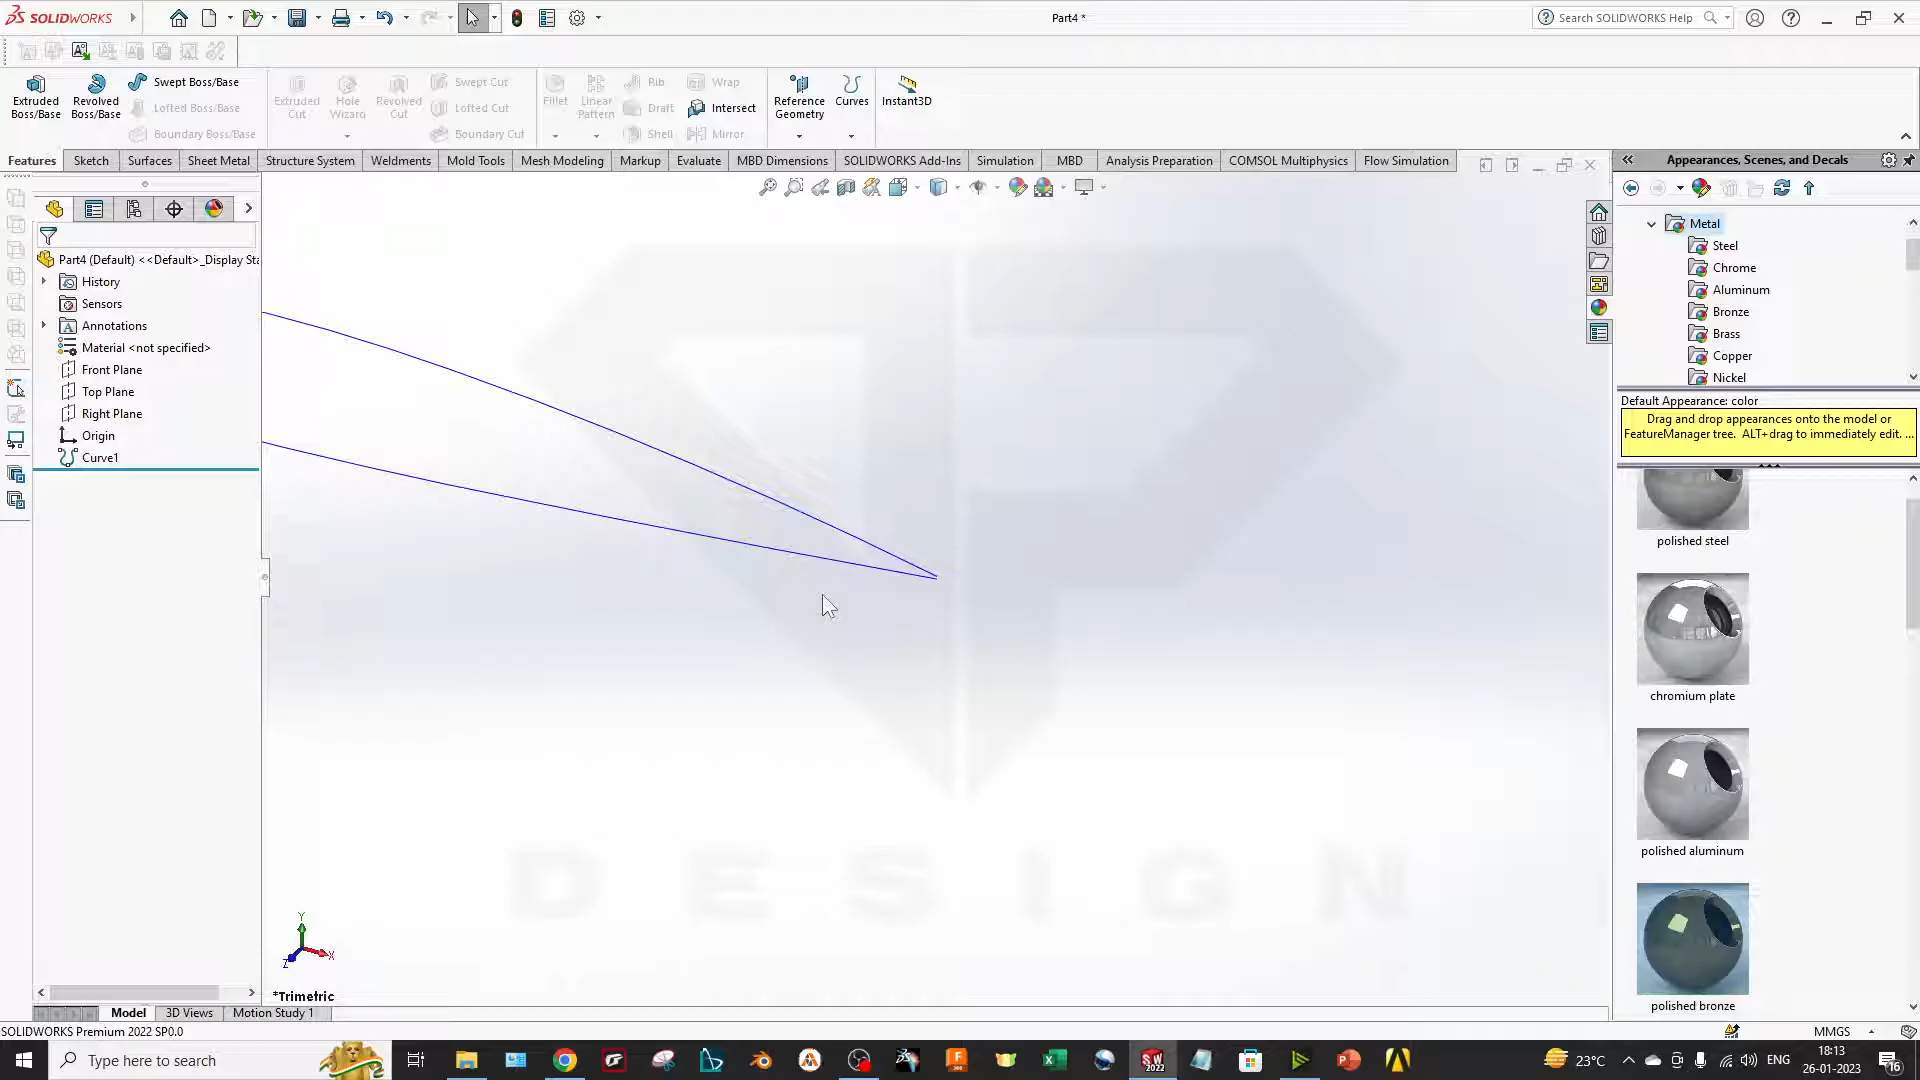 SOLIDWORKS
Part4 *
Search SOLIDWORKS Help
Extruded Boss/Base
Revolved Boss/Base
Swept Boss/Base
Lofted Boss/Base
Boundary Boss/Base
Extruded Cut
Hole Wizard
Revolved Cut
Swept Cut
Lofted Cut
Boundary Cut
Fillet
Linear Pattern
Rib
Draft
Shell
Wrap
Intersect
Mirror
Reference Geometry
Curves
Instant3D
Features
Sketch
Surfaces
Sheet Metal
Structure System
Weldments
Mold Tools
Mesh Modeling
Markup
Evaluate
MBD Dimensions
SOLIDWORKS Add-Ins
Simulation
MBD
Analysis Preparation
COMSOL Multiphysics
Flow Simulation
Part4 (Default) <<Default>_Display Sta
History
Sensors
Annotations
Material <not specified>
Front Plane
Top Plane
Right Plane
Origin
Curve1
Appearances, Scenes, and Decals
Metal
Steel
Chrome
Aluminum
Bronze
Brass
Copper
Nickel
Default Appearance: color
Drag and drop appearances onto the model or
FeatureManager tree. ALT+drag to immediately edit. ...
polished steel
chromium plate
polished aluminum
polished bronze
DESIGN
Y
X
Z
*Trimetric
Model
3D Views
Motion Study 1
SOLIDWORKS Premium 2022 SP0.0
MMGS
Type here to search
SW
2022
23°C
ENG
18:13
26-01-2023
16